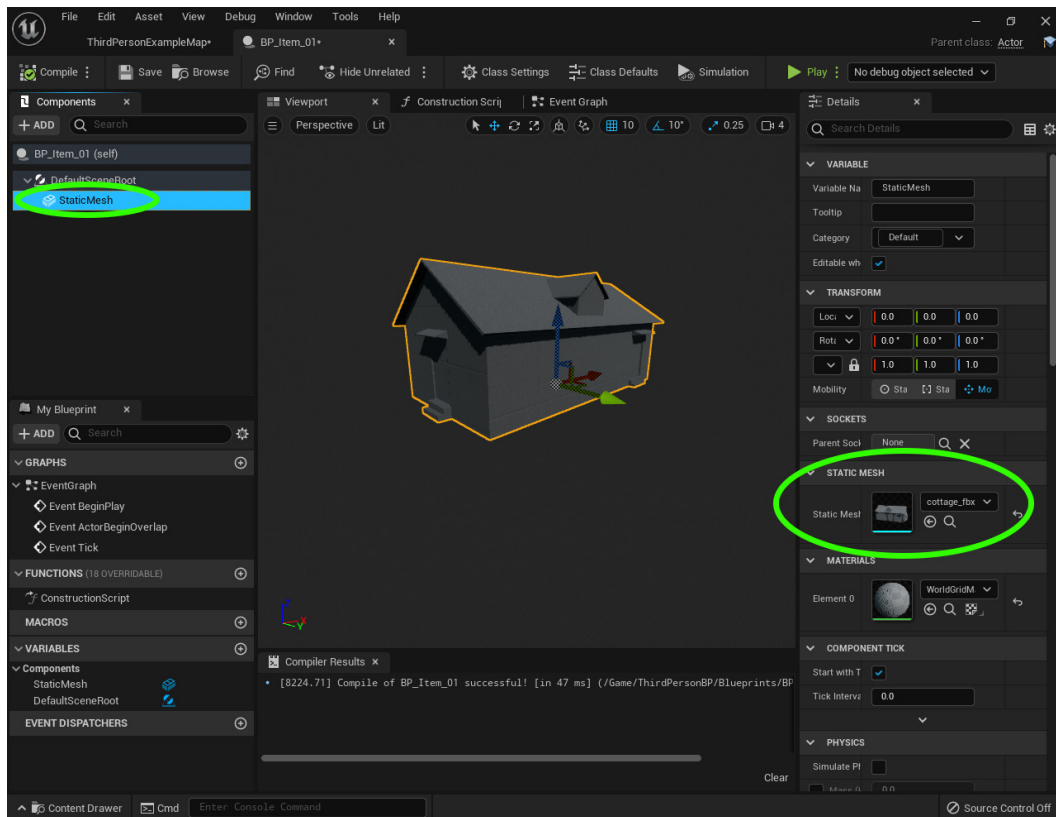 File Edit Asset View Debug Window Tools Help
ThirdPersonExampleMap* BP_Item_01* Parent class: Actor
Compile Save Browse Find Hide Unrelated Class Settings Class Defaults Simulation Play No debug object selected
Components
+ ADD Search
BP_Item_01 (self)
DefaultSceneRoot
StaticMesh
Viewport Construction Scrip Event Graph
Perspective Lit 10 10° 0.25 4
My Blueprint
+ ADD Search
GRAPHS
EventGraph
Event BeginPlay
Event ActorBeginOverlap
Event Tick
FUNCTIONS (18 OVERRIDABLE)
ConstructionScript
MACROS
VARIABLES
Components
StaticMesh
DefaultSceneRoot
EVENT DISPATCHERS
Z
X
Y
Compiler Results
[8224.71] Compile of BP_Item_01 successful! [in 47 ms] (/Game/ThirdPersonBP/Blueprints/BP
Clear
Details
Search Details
VARIABLE
Variable Na StaticMesh
Tooltip
Category Default
Editable wh
TRANSFORM
Loca 0.0 0.0 0.0
Rota 0.0° 0.0° 0.0°
1.0 1.0 1.0
Mobility Sta Sta Mo
SOCKETS
Parent Sock None
STATIC MESH
Static Mesh cottage_fbx
MATERIALS
Element 0 WorldGridM
COMPONENT TICK
Start with T
Tick Interva 0.0
PHYSICS
Simulate Ph
Content Drawer Cmd Enter Console Command Source Control Off